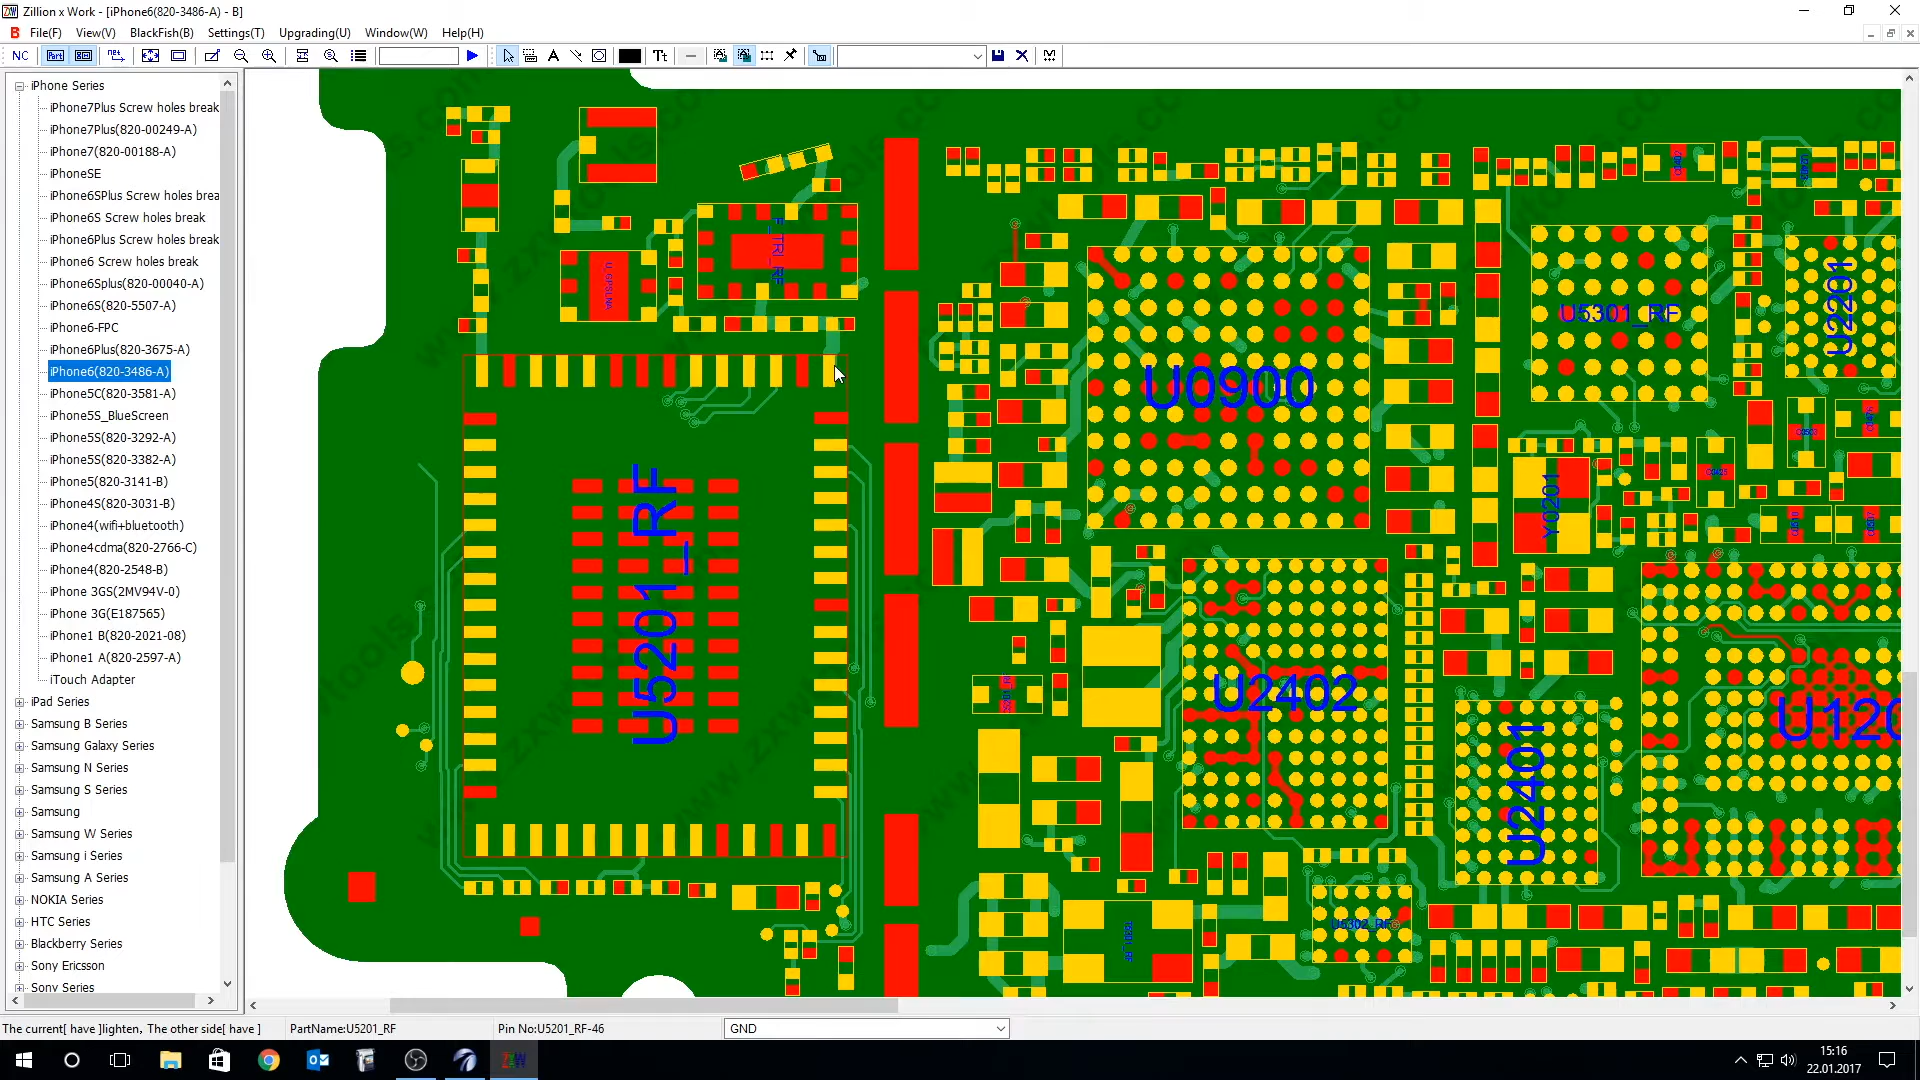 Zillion x Work - [iPhone6(820-3486-A) - B]
B File(F) View(V) BlackFish(B) Settings(T) Upgrading(U) Window(W) Help(H)
NC
iPhone Series
iPhone7Plus Screw holes break
iPhone7Plus(820-00249-A)
iPhone7(820-00188-A)
iPhoneSE
iPhone6SPlus Screw holes brea
iPhone6S Screw holes break
iPhone6Plus Screw holes break
iPhone6 Screw holes break
iPhone6Splus(820-00040-A)
iPhone6S(820-5507-A)
iPhone6-FPC
iPhone6Plus(820-3675-A)
iPhone6(820-3486-A)
iPhone5C(820-3581-A)
iPhone5S_BlueScreen
iPhone5S(820-3292-A)
iPhone5S(820-3382-A)
iPhone5(820-3141-B)
iPhone4S(820-3031-B)
iPhone4(wifi+bluetooth)
iPhone4cdma(820-2766-C)
iPhone4(820-2548-B)
iPhone 3GS(2MV94V-0)
iPhone 3G(E187565)
iPhone1 B(820-2021-08)
iPhone1 A(820-2597-A)
iTouch Adapter
iPad Series
Samsung B Series
Samsung Galaxy Series
Samsung N Series
Samsung S Series
Samsung
Samsung W Series
Samsung i Series
Samsung A Series
NOKIA Series
HTC Series
Blackberry Series
Sony Ericsson
Sony Series
U_GPSLNA
F_TRI_RF
U5201_RF
U0900
U5301_RF
U2201
Y0201
U2402
U2401
U120
U5302_RF
The current[ have ]lighten, The other side[ have ]
PartName:U5201_RF
Pin No:U5201_RF-46
GND
15:16
22.01.2017